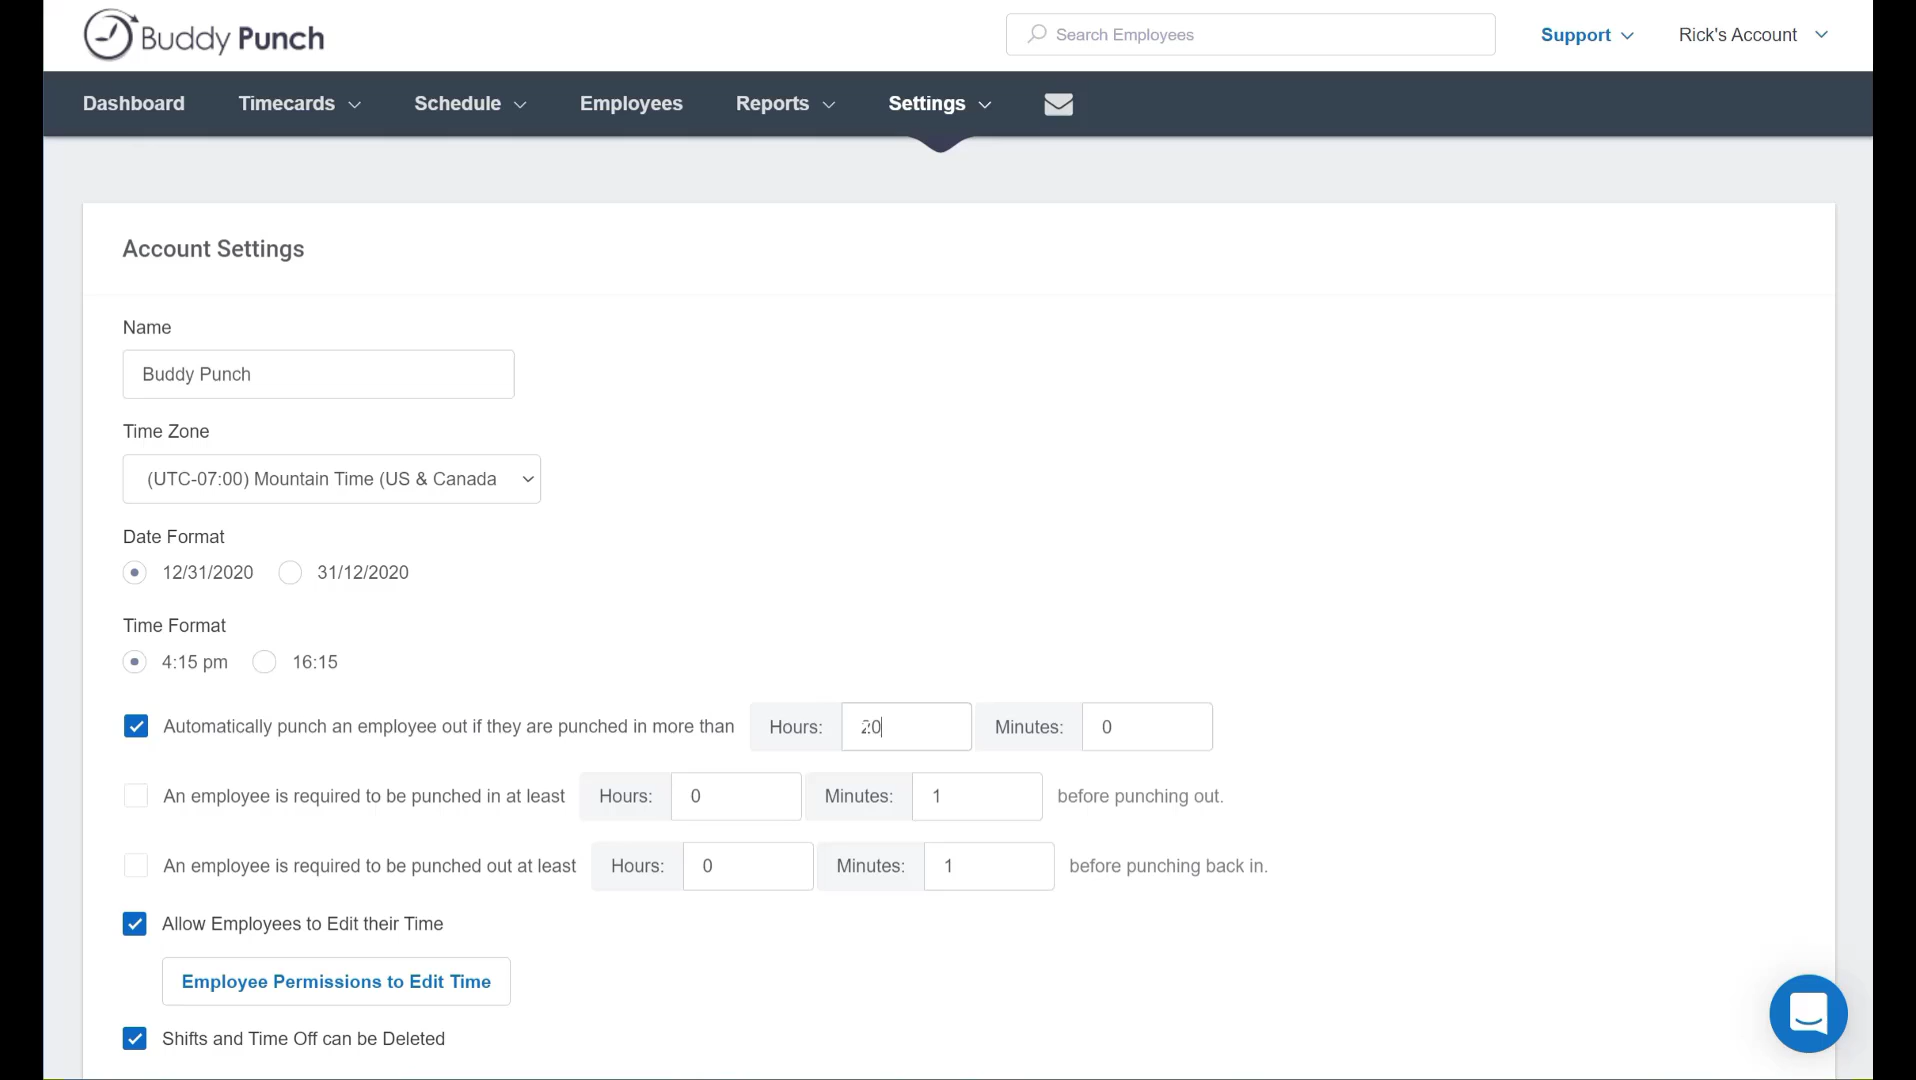 Buddy Punch
Search Employees
Support
Rick's Account
Dashboard
Timecards
Schedule
Employees
Reports
Settings
Account Settings
Name
Buddy Punch
Time Zone
(UTC-07:00) Mountain Time (US & Canada
Date Format
12/31/2020 31/12/2020
Time Format
4:15 pm 16:15
Automatically punch an employee out if they are punched in more than Hours: 20 Minutes: 0
An employee is required to be punched in at least Hours: 0 Minutes: 1 before punching out.
An employee is required to be punched out at least Hours: 0 Minutes: 1 before punching back in.
Allow Employees to Edit their Time
Employee Permissions to Edit Time
Shifts and Time Off can be Deleted